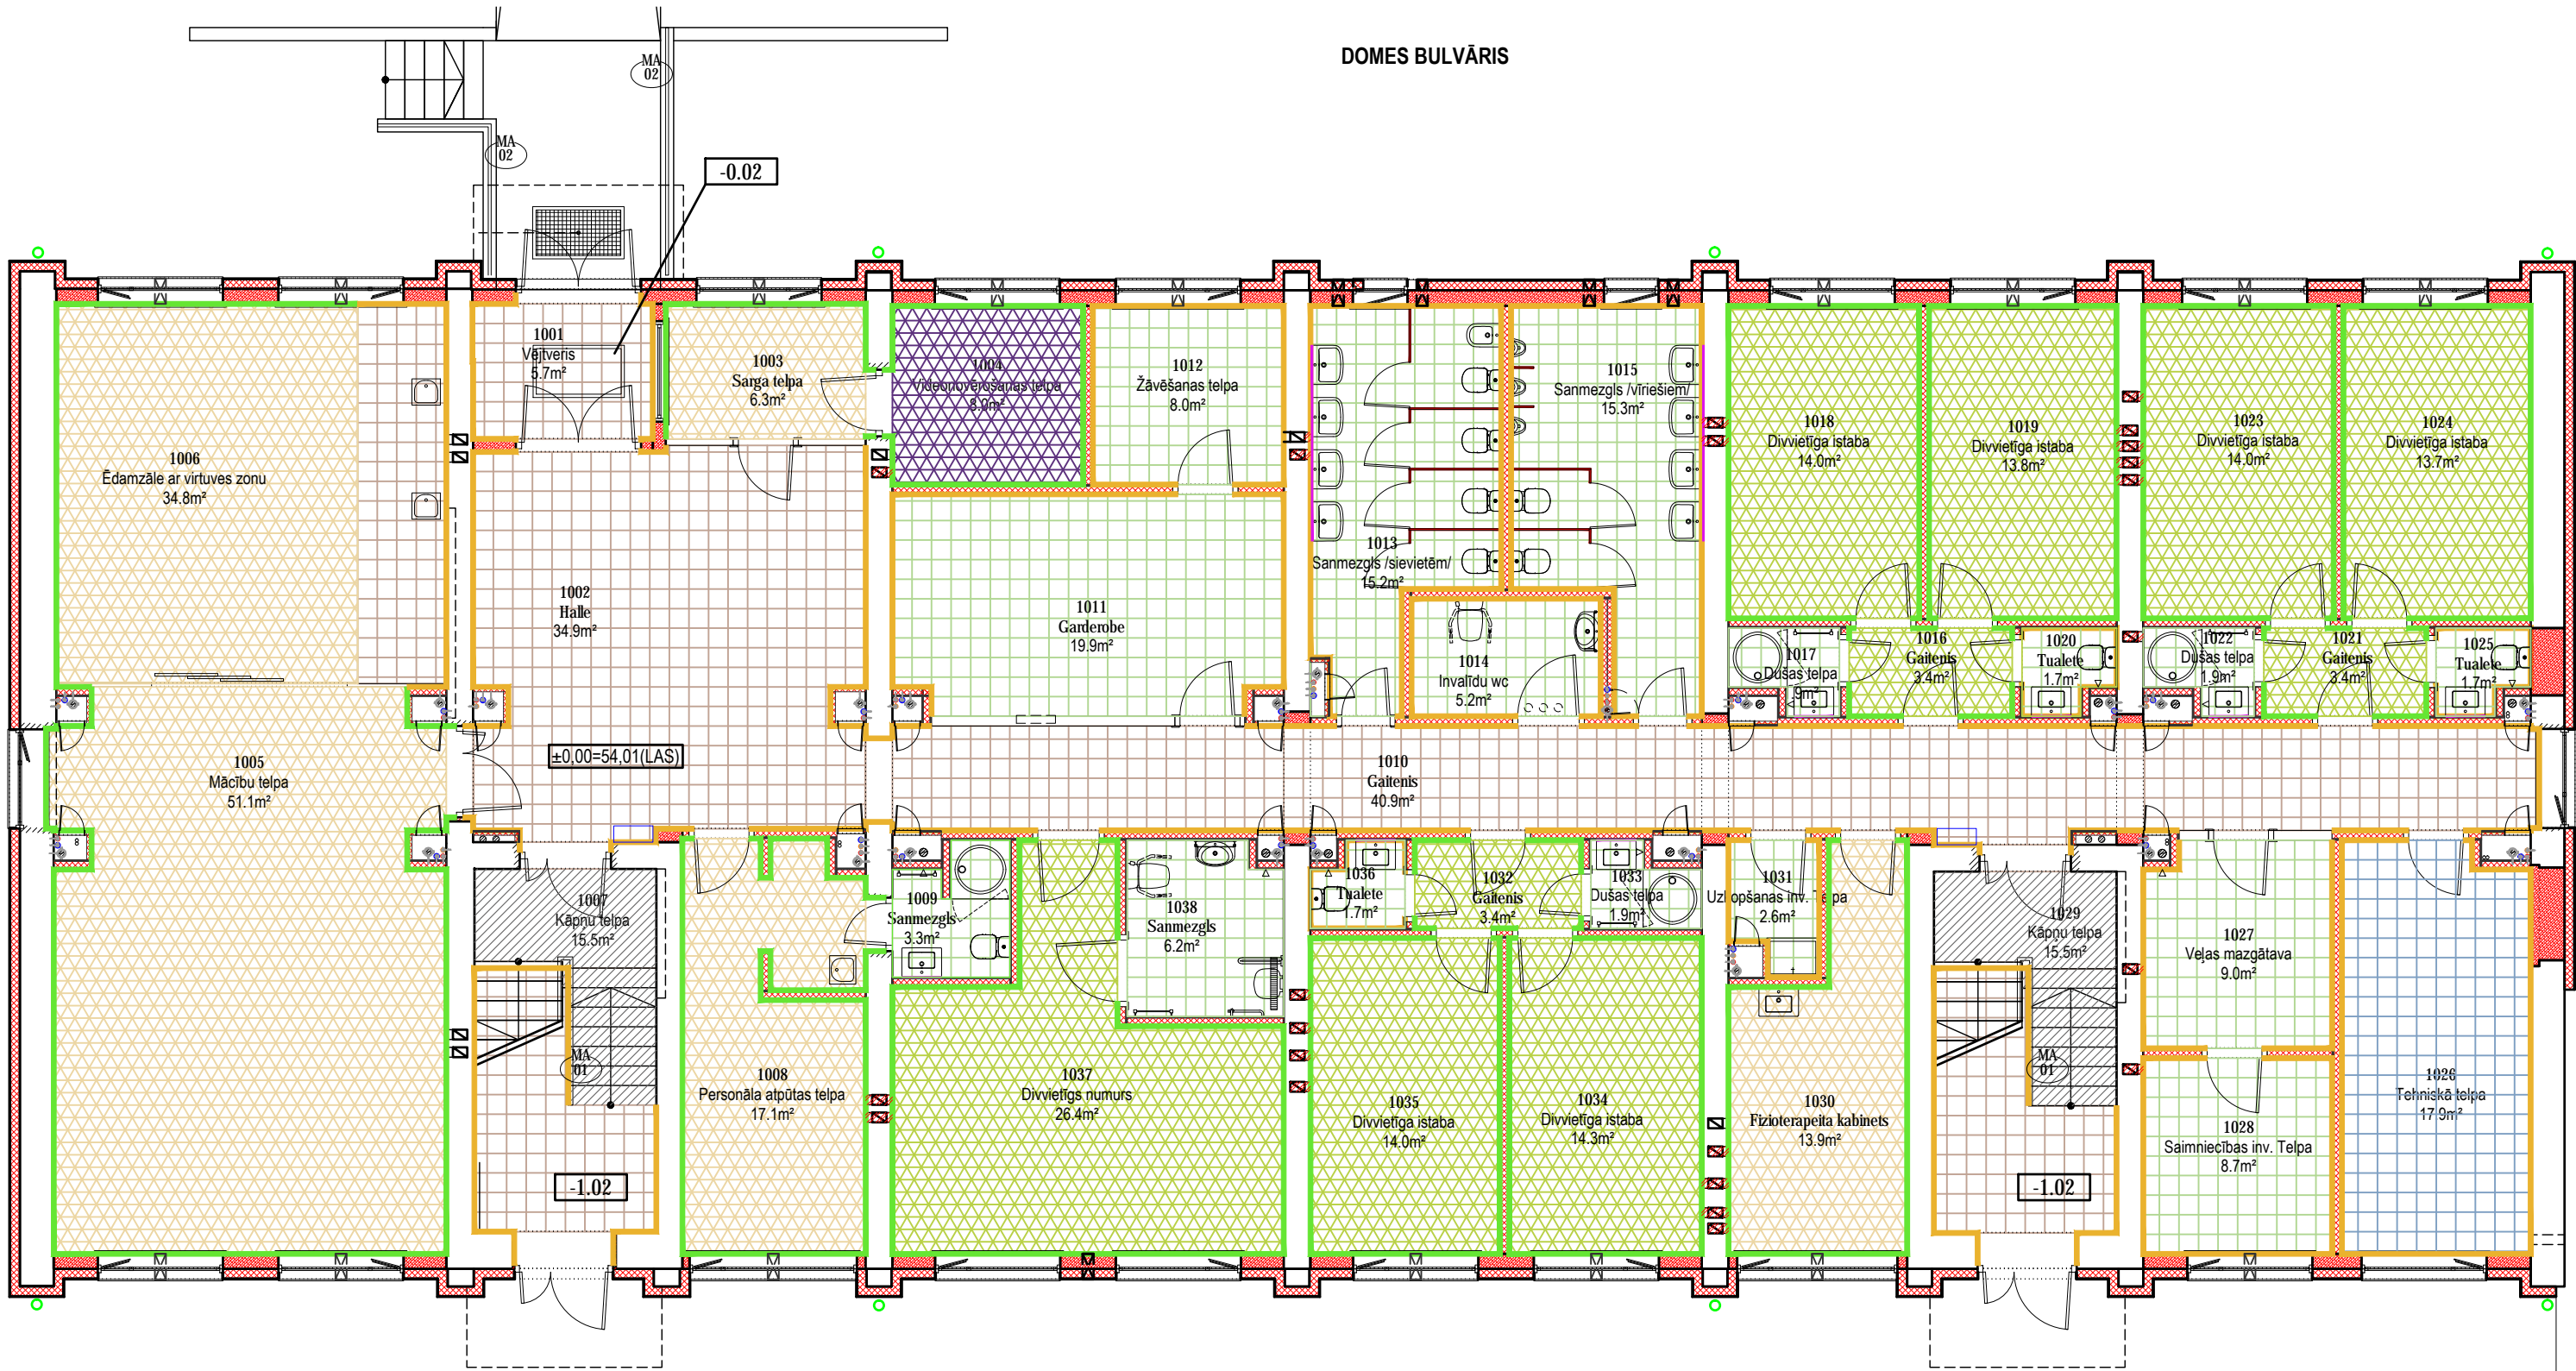 DOMES BULVĀRIS
MA
02
MA
02
-0.02
1001
Vējtveris
5.7m²
1003
Sarga telpa
6.3m²
1004
Videonovērošanas telpa
8.0m²
1012
Žāvēšanas telpa
8.0m²
1015
Sanmezgls /vīriešiem/
15.3m²
1018
Divvietīga istaba
14.0m²
1019
Divvietīga istaba
13.8m²
1023
Divvietīga istaba
14.0m²
1024
Divvietīga istaba
13.7m²
1006
Ēdamzāle ar virtuves zonu
34.8m²
1002
Halle
34.9m²
1011
Garderobe
19.9m²
1013
Sanmezgls /sievietēm/
15.2m²
1014
Invalīdu wc
5.2m²
1017
Dušas telpa
9m²
1016
Gaitenis
3.4m²
1020
Tualete
1.7m²
1022
Dušas telpa
1.9m²
1021
Gaitenis
3.4m²
1025
Tualete
1.7m²
±0,00=54,01(LAS)
1005
Mācību telpa
51.1m²
1010
Gaitenis
40.9m²
1007
Kāpņu telpa
15.5m²
1009
Sanmezgls
3.3m²
1038
Sanmezgls
6.2m²
1036
Tualete
1.7m²
1032
Gaitenis
3.4m²
1033
Dušas telpa
1.9m²
1031
Uzkopšanas inv. Telpa
2.6m²
1029
Kāpņu telpa
15.5m²
1027
Veļas mazgātava
9.0m²
MA
01
MA
01
1008
Personāla atpūtas telpa
17.1m²
1037
Divvietīgs numurs
26.4m²
1035
Divvietīga istaba
14.0m²
1034
Divvietīga istaba
14.3m²
1030
Fizioterapeita kabinets
13.9m²
1028
Saimniecības inv. Telpa
8.7m²
1026
Tehniskā telpa
17.9m²
-1.02
-1.02